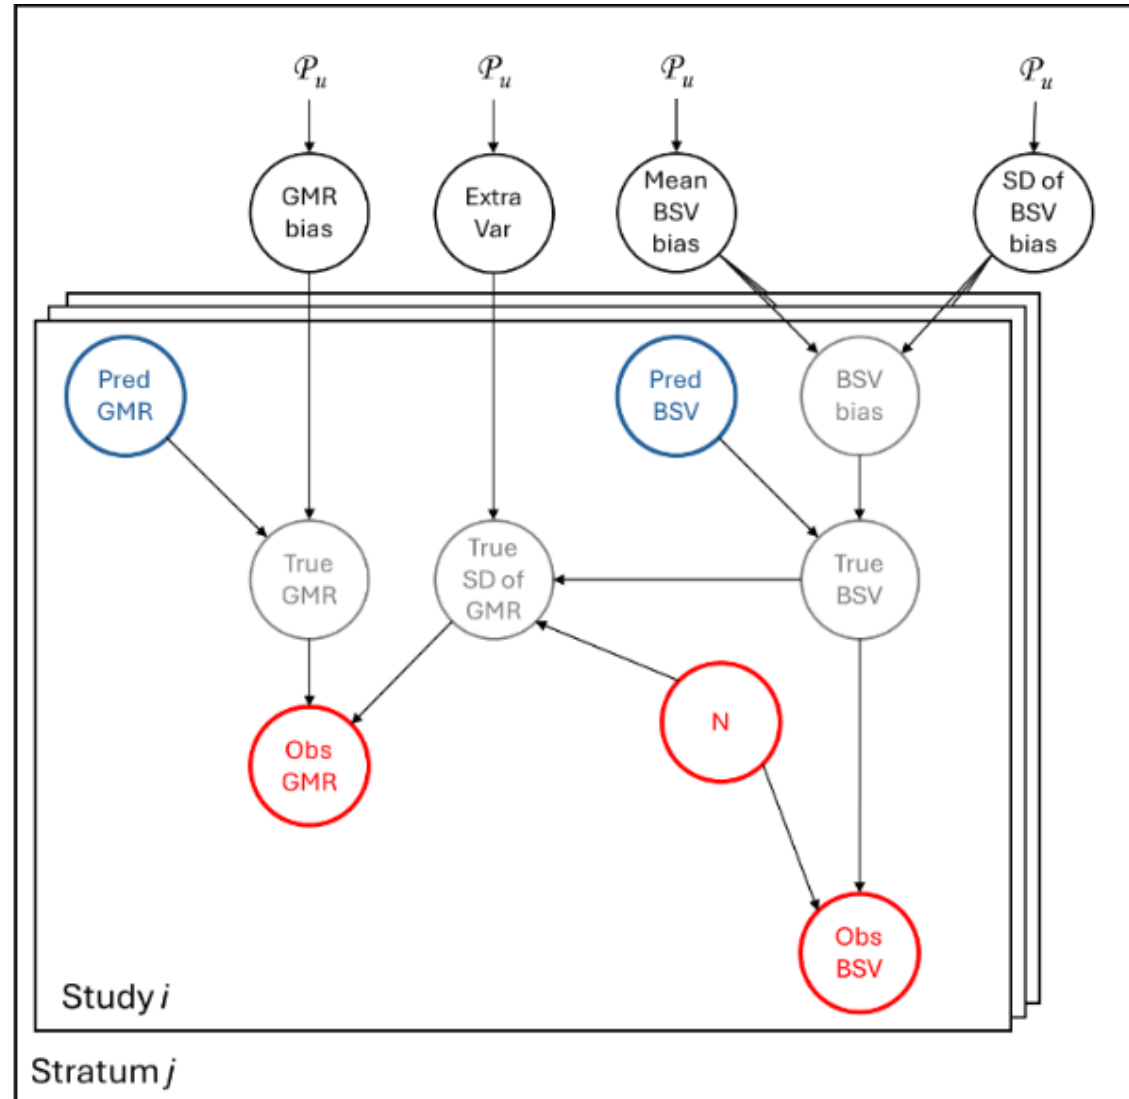 𝒫u
𝒫u
𝒫u
𝒫u
GMR
bias
Extra
Var
Mean
BSV
bias
SD of
BSV
bias
Pred
GMR
Pred
BSV
BSV
bias
True
GMR
True
SD of
GMR
True
BSV
Obs
GMR
N
Obs
BSV
Study i
Stratum j